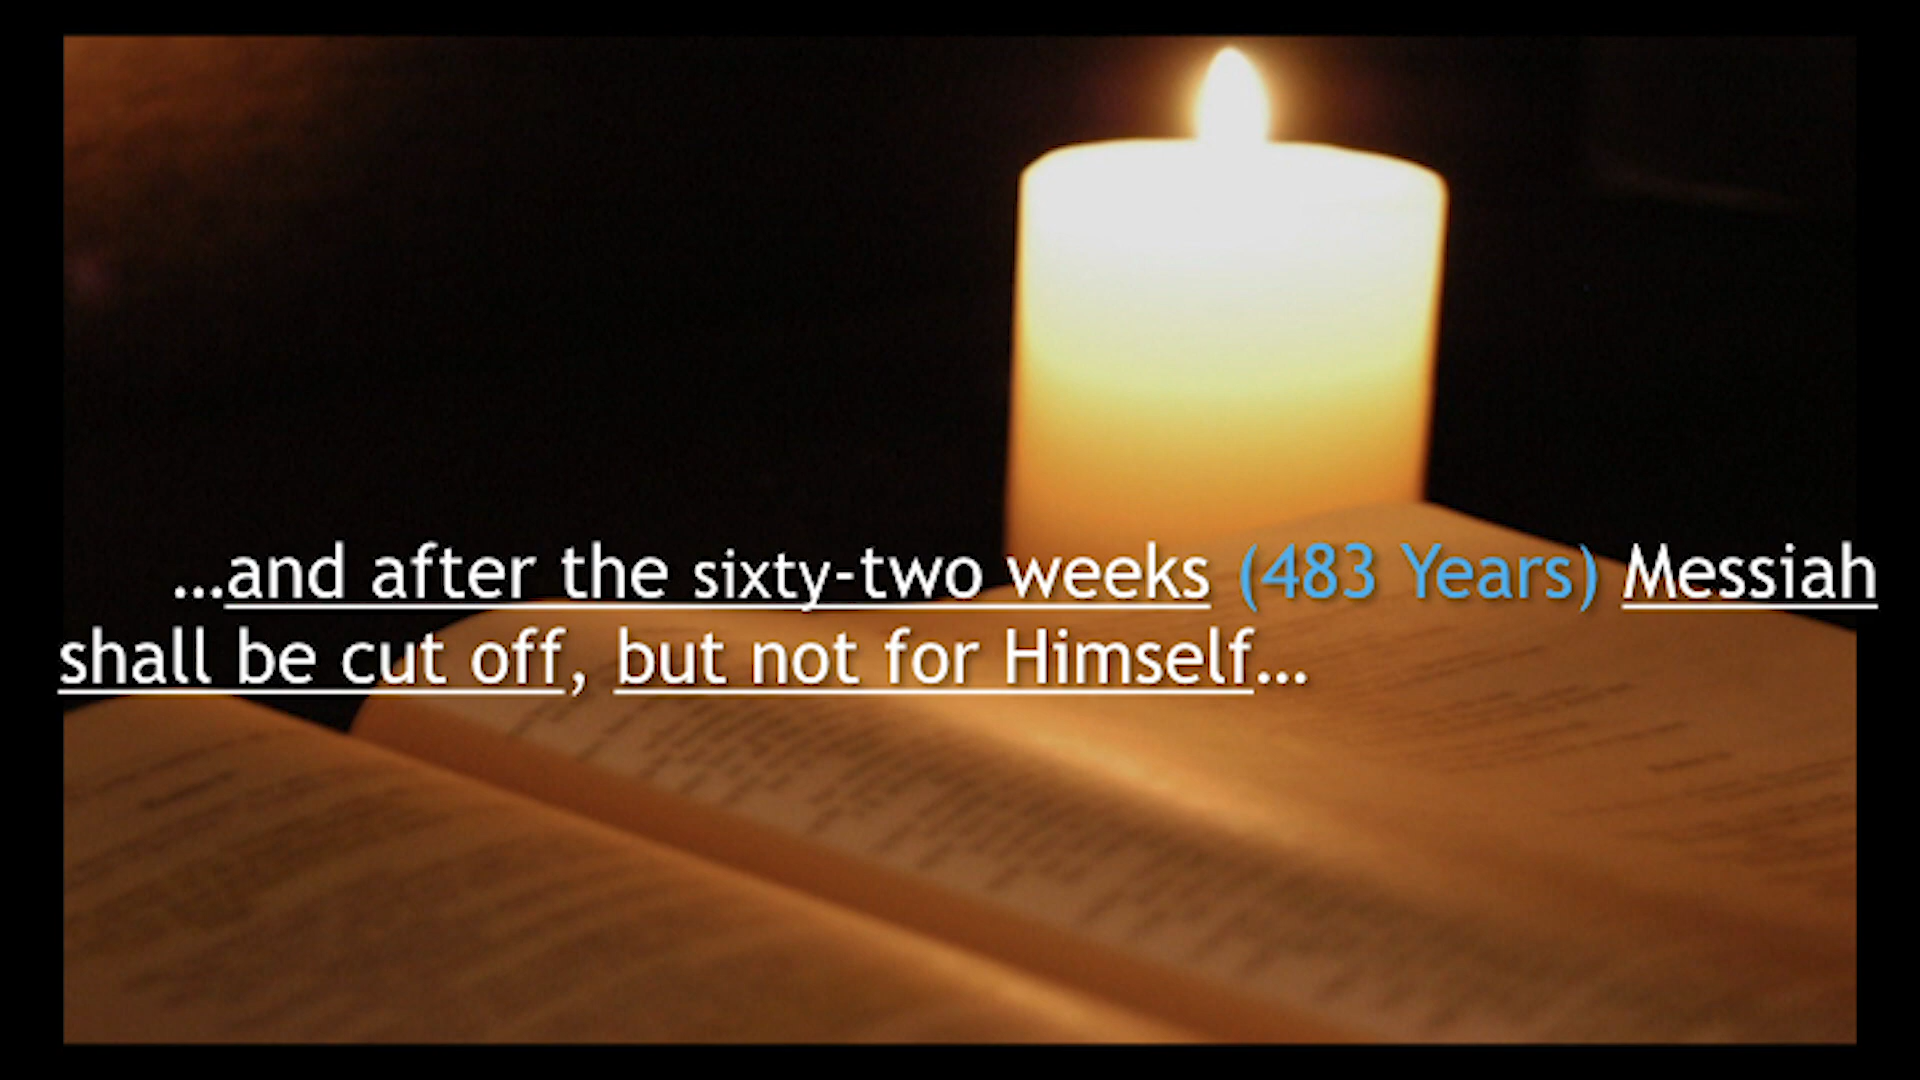 …and after the sixty-two weeks (483 Years) Messiah
shall be cut off, but not for Himself…